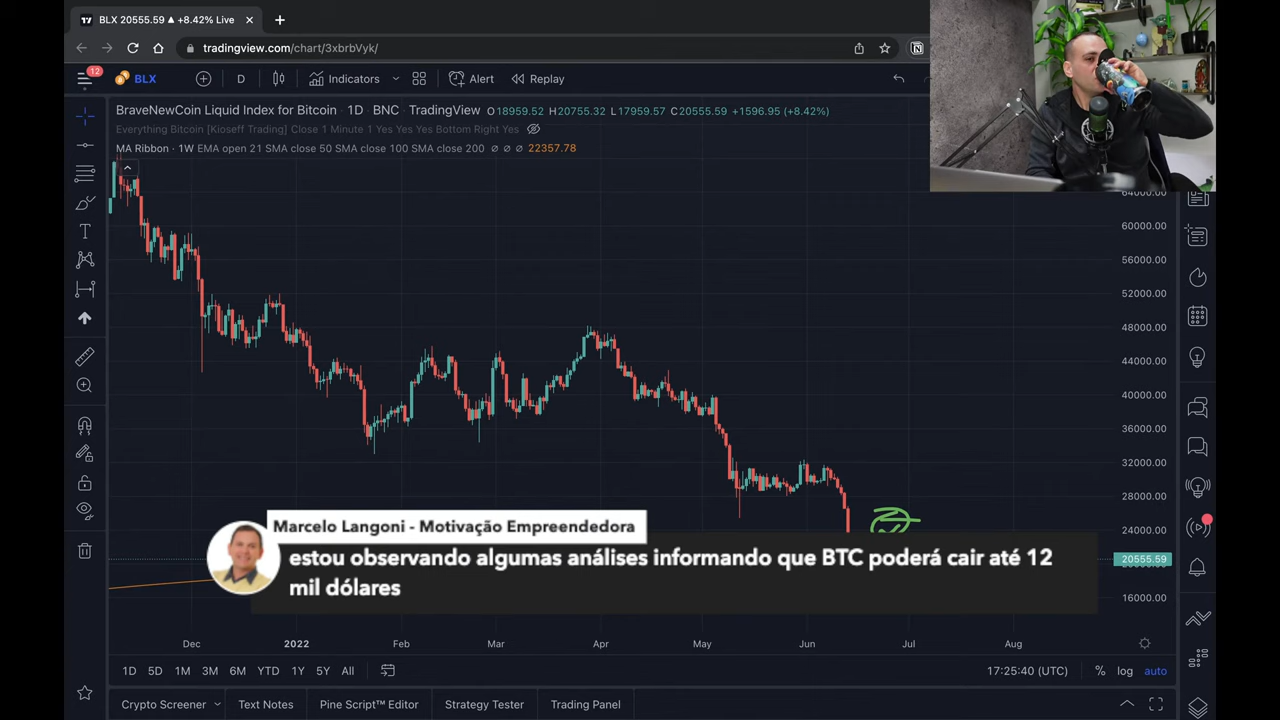 BLX 20555.59 ▲ +8.42% Live
tradingview.com/chart/3xbrbVyk/
12
BLX
D
Indicators
Alert
Replay
BraveNewCoin Liquid Index for Bitcoin · 1D · BNC · TradingView O18959.52 H20755.32 L17959.57 C20555.59 +1596.95 (+8.42%)
Everything Bitcoin [Kioseff Trading] Close 1 Minute 1 Yes Yes Yes Bottom Right Yes
MA Ribbon · 1W EMA open 21 SMA close 50 SMA close 100 SMA close 200 ∅ ∅ ∅ 22357.78
64000.00
60000.00
56000.00
52000.00
48000.00
44000.00
40000.00
36000.00
32000.00
28000.00
24000.00
20555.59
16000.00
Marcelo Langoni - Motivação Empreendedora
estou observando algumas análises informando que BTC poderá cair até 12
mil dólares
Dec 2022 Feb Mar Apr May Jun Jul Aug
1D 5D 1M 3M 6M YTD 1Y 5Y All
17:25:40 (UTC) % log auto
Crypto Screener Text Notes Pine Script™ Editor Strategy Tester Trading Panel